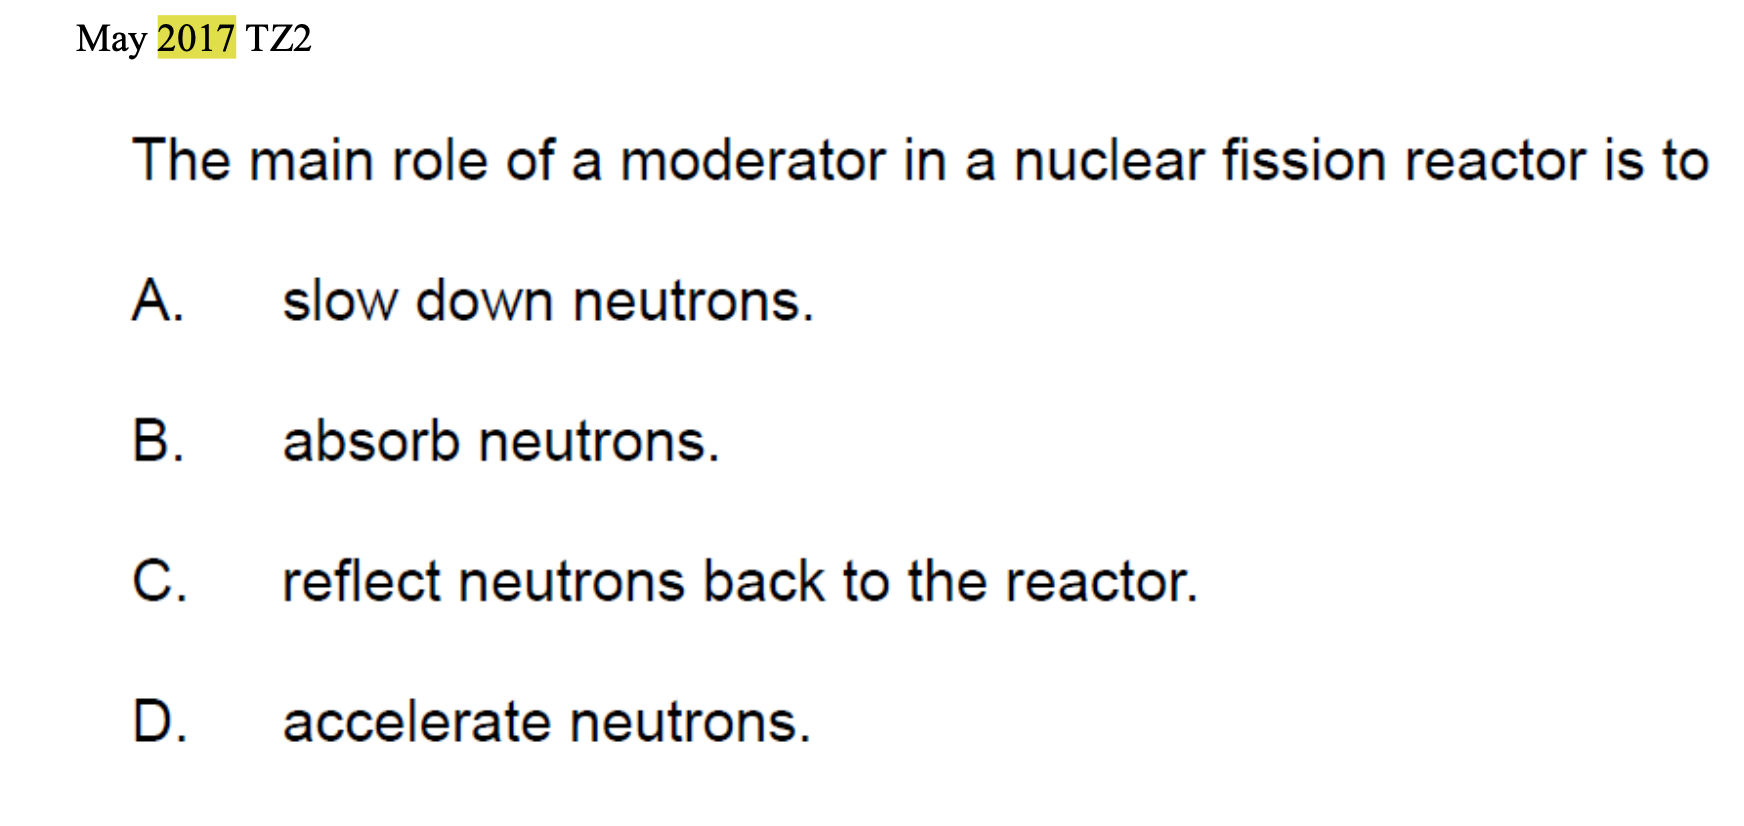 May 2017 TZ2
The main role of a moderator in a nuclear fission reactor is to
A. slow down neutrons.
B. absorb neutrons.
C. reflect neutrons back to the reactor.
D. accelerate neutrons.